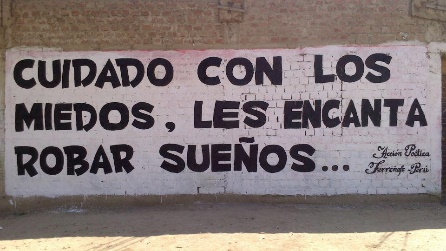 CUIDADO CON LOS
MIEDOS, LES ENCANTA
ROBAR SUEÑOS...
Acción Poética
Ferreñafe - Perú